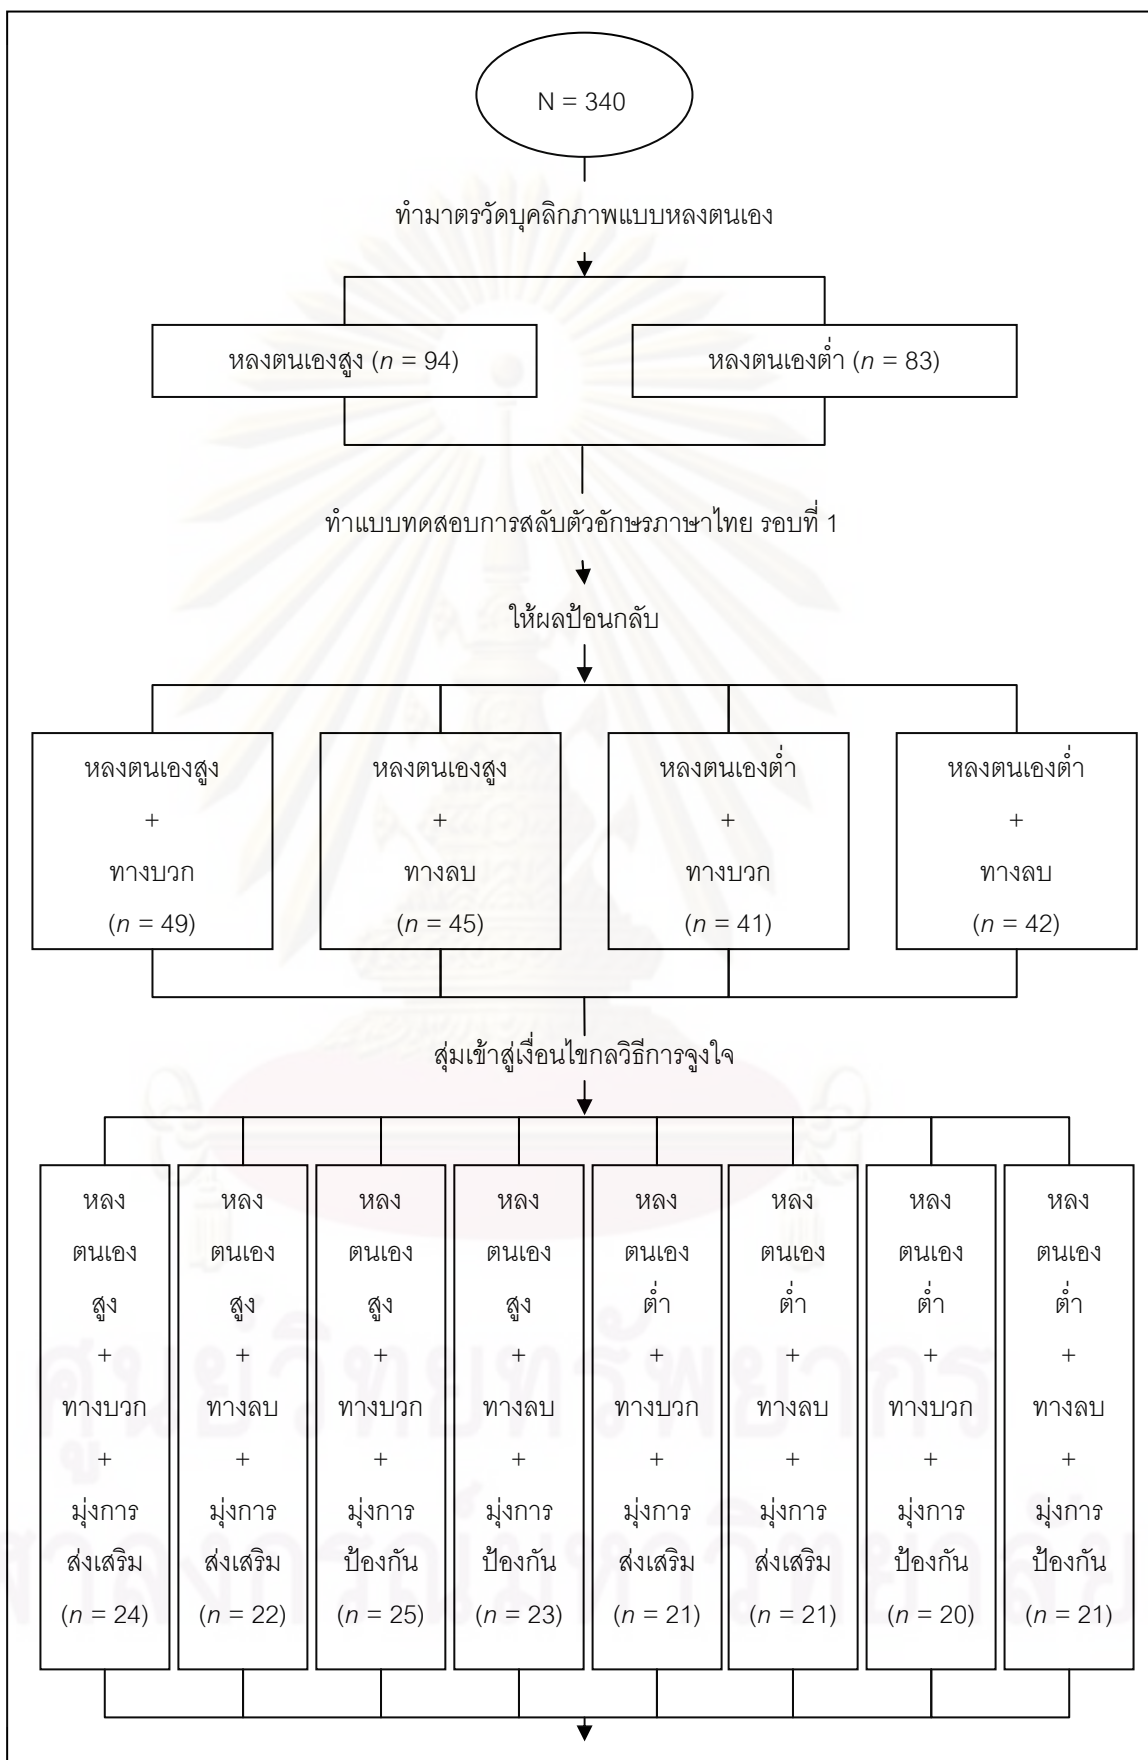 N = 340
ทำมาตรวัดบุคลิกภาพแบบหลงตนเอง
หลงตนเองสูง (n = 94)
หลงตนเองต่ำ (n = 83)
ทำแบบทดสอบการสลับตัวอักษรภาษาไทย รอบที่ 1
ให้ผลป้อนกลับ
หลงตนเองสูง
+
ทางบวก
(n = 49)
หลงตนเองสูง
+
ทางลบ
(n = 45)
หลงตนเองต่ำ
+
ทางบวก
(n = 41)
หลงตนเองต่ำ
+
ทางลบ
(n = 42)
สุ่มเข้าสู่เงื่อนไขกลวิธีการจูงใจ
หลง
ตนเอง
สูง
+
ทางบวก
+
มุ่งการ
ส่งเสริม
(n = 24)
หลง
ตนเอง
สูง
+
ทางลบ
+
มุ่งการ
ส่งเสริม
(n = 22)
หลง
ตนเอง
สูง
+
ทางบวก
+
มุ่งการ
ป้องกัน
(n = 25)
หลง
ตนเอง
สูง
+
ทางลบ
+
มุ่งการ
ป้องกัน
(n = 23)
หลง
ตนเอง
ต่ำ
+
ทางบวก
+
มุ่งการ
ส่งเสริม
(n = 21)
หลง
ตนเอง
ต่ำ
+
ทางลบ
+
มุ่งการ
ส่งเสริม
(n = 21)
หลง
ตนเอง
ต่ำ
+
ทางบวก
+
มุ่งการ
ป้องกัน
(n = 20)
หลง
ตนเอง
ต่ำ
+
ทางลบ
+
มุ่งการ
ป้องกัน
(n = 21)
ศูนย์วิทยทรัพยากร